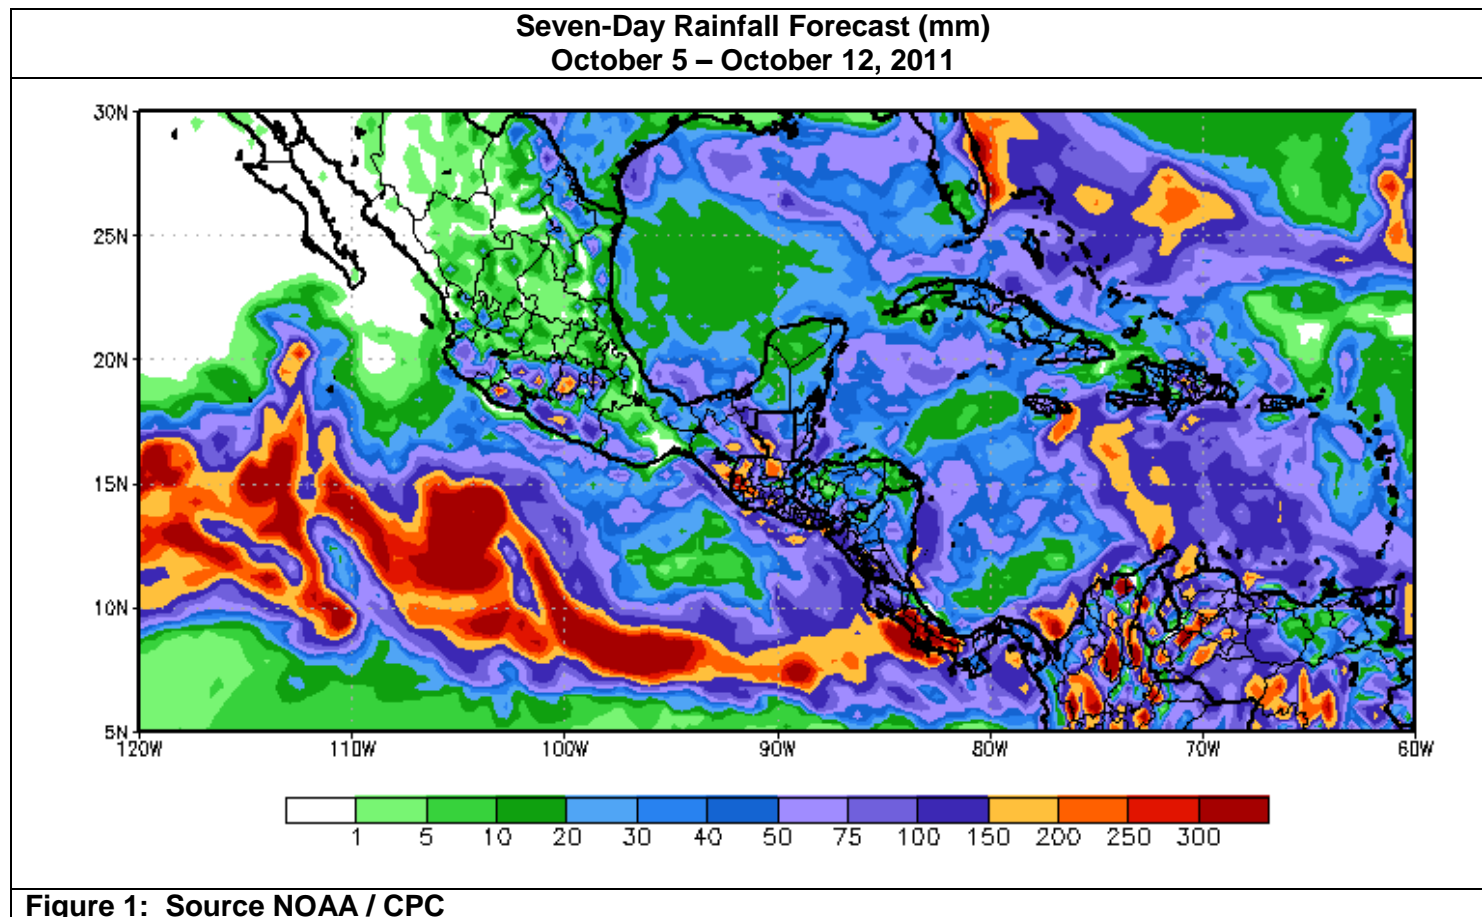 Seven-Day Rainfall Forecast (mm)
October 5 – October 12, 2011
30N
25N
20N
15N
10N
5N
120W 110W 100W 90W 80W 70W 60W
1 5 10 20 30 40 50 75 100 150 200 250 300
Figure 1: Source NOAA / CPC